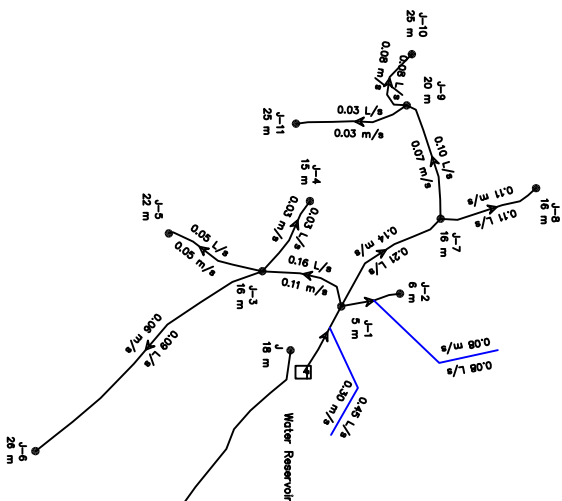 J-10
25 m
0.08 L/s
0.08 m/s
J-9
20 m
0.03 L/s
0.03 m/s
J-11
25 m
0.10 L/s
0.07 m/s
J-8
16 m
0.11 m/s
0.11 L/s
J-7
16 m
J-4
15 m
0.03 L/s
0.03 m/s
J-5
22 m
0.05 L/s
0.05 m/s
0.14 m/s
0.21 L/s
0.16 L/s
0.11 m/s
J-3
16 m
J-2
6 m
J-1
5 m
0.08 m/s
0.08 L/s
0.06 m/s
0.09 L/s
J
18 m
0.45 L/s
0.30 m/s
Water Reservoir
J-6
26 m